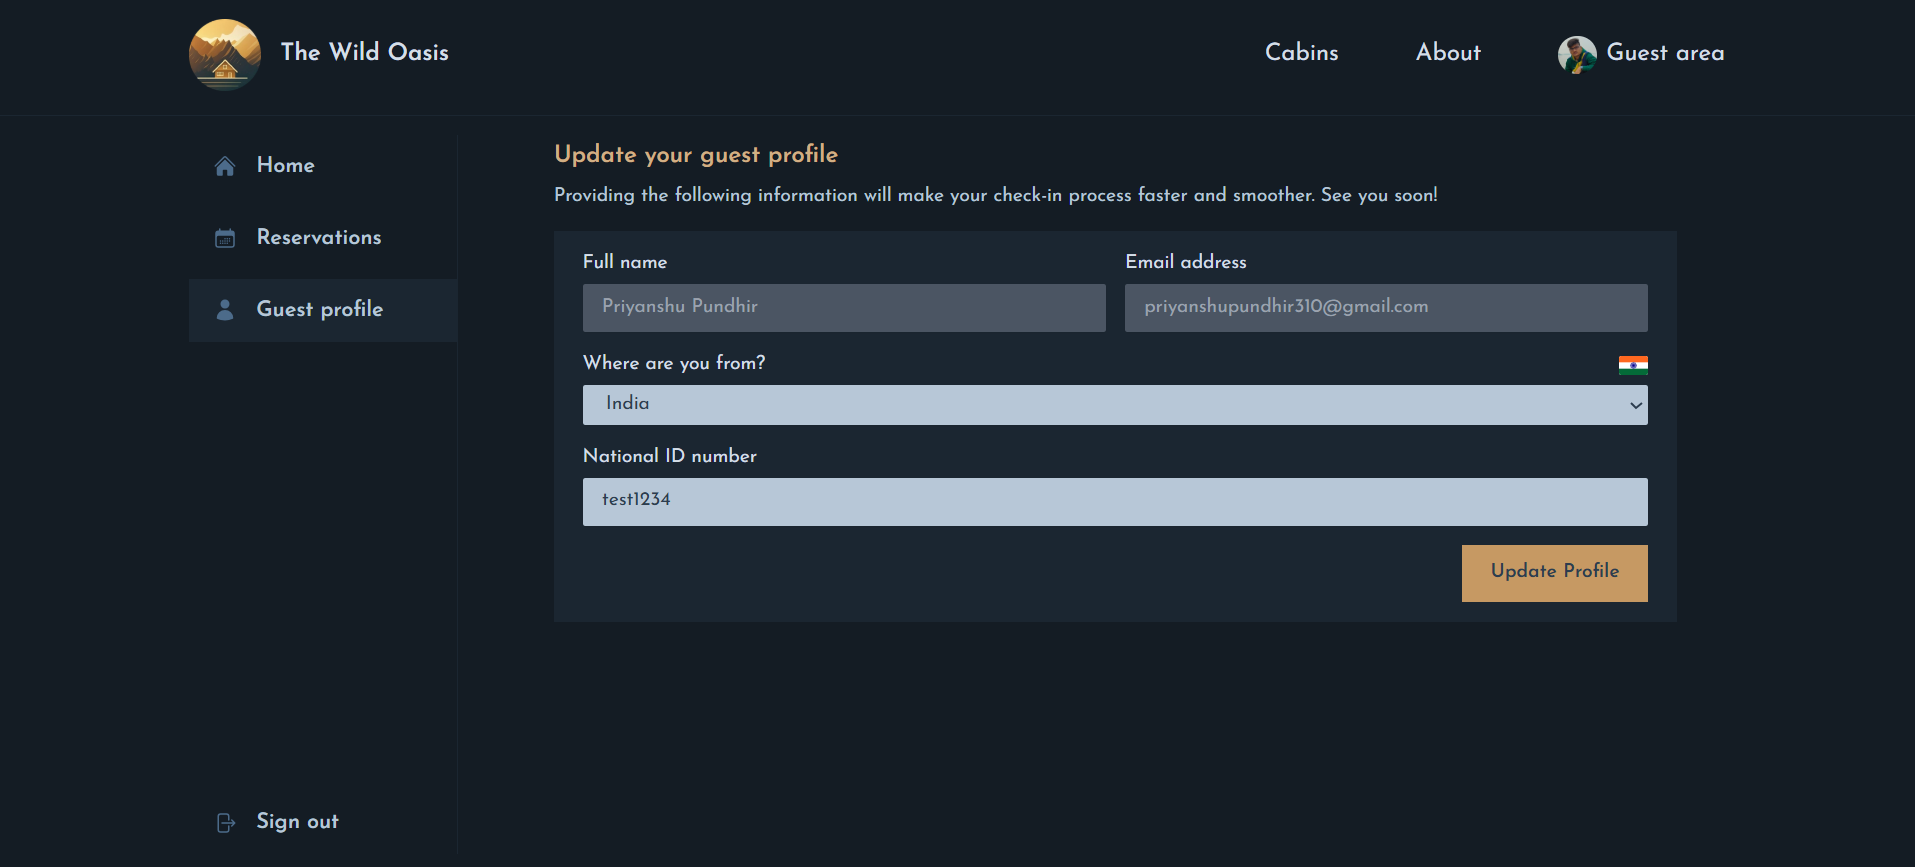 The Wild Oasis
Cabins
About
Guest area
Home
Reservations
Guest profile
Sign out
Update your guest profile
Providing the following information will make your check-in process faster and smoother. See you soon!
Full name
Email address
Priyanshu Pundhir
priyanshupundhir310@gmail.com
Where are you from?
India
National ID number
test1234
Update Profile